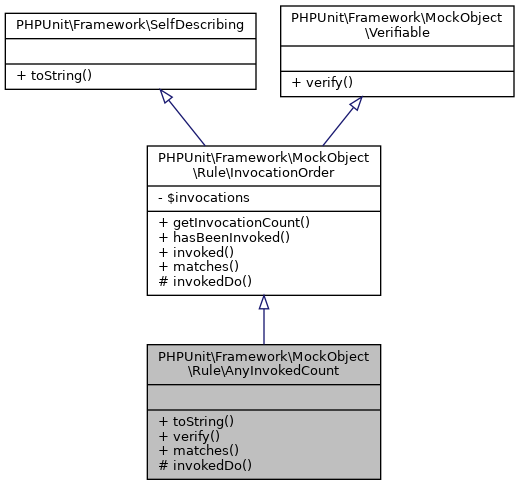 PHPUnit\Framework\SelfDescribing
+ toString()
PHPUnit\Framework\MockObject
\Verifiable
+ verify()
PHPUnit\Framework\MockObject
\Rule\InvocationOrder
- $invocations
+ getInvocationCount()
+ hasBeenInvoked()
+ invoked()
+ matches()
# invokedDo()
PHPUnit\Framework\MockObject
\Rule\AnyInvokedCount
+ toString()
+ verify()
+ matches()
# invokedDo()